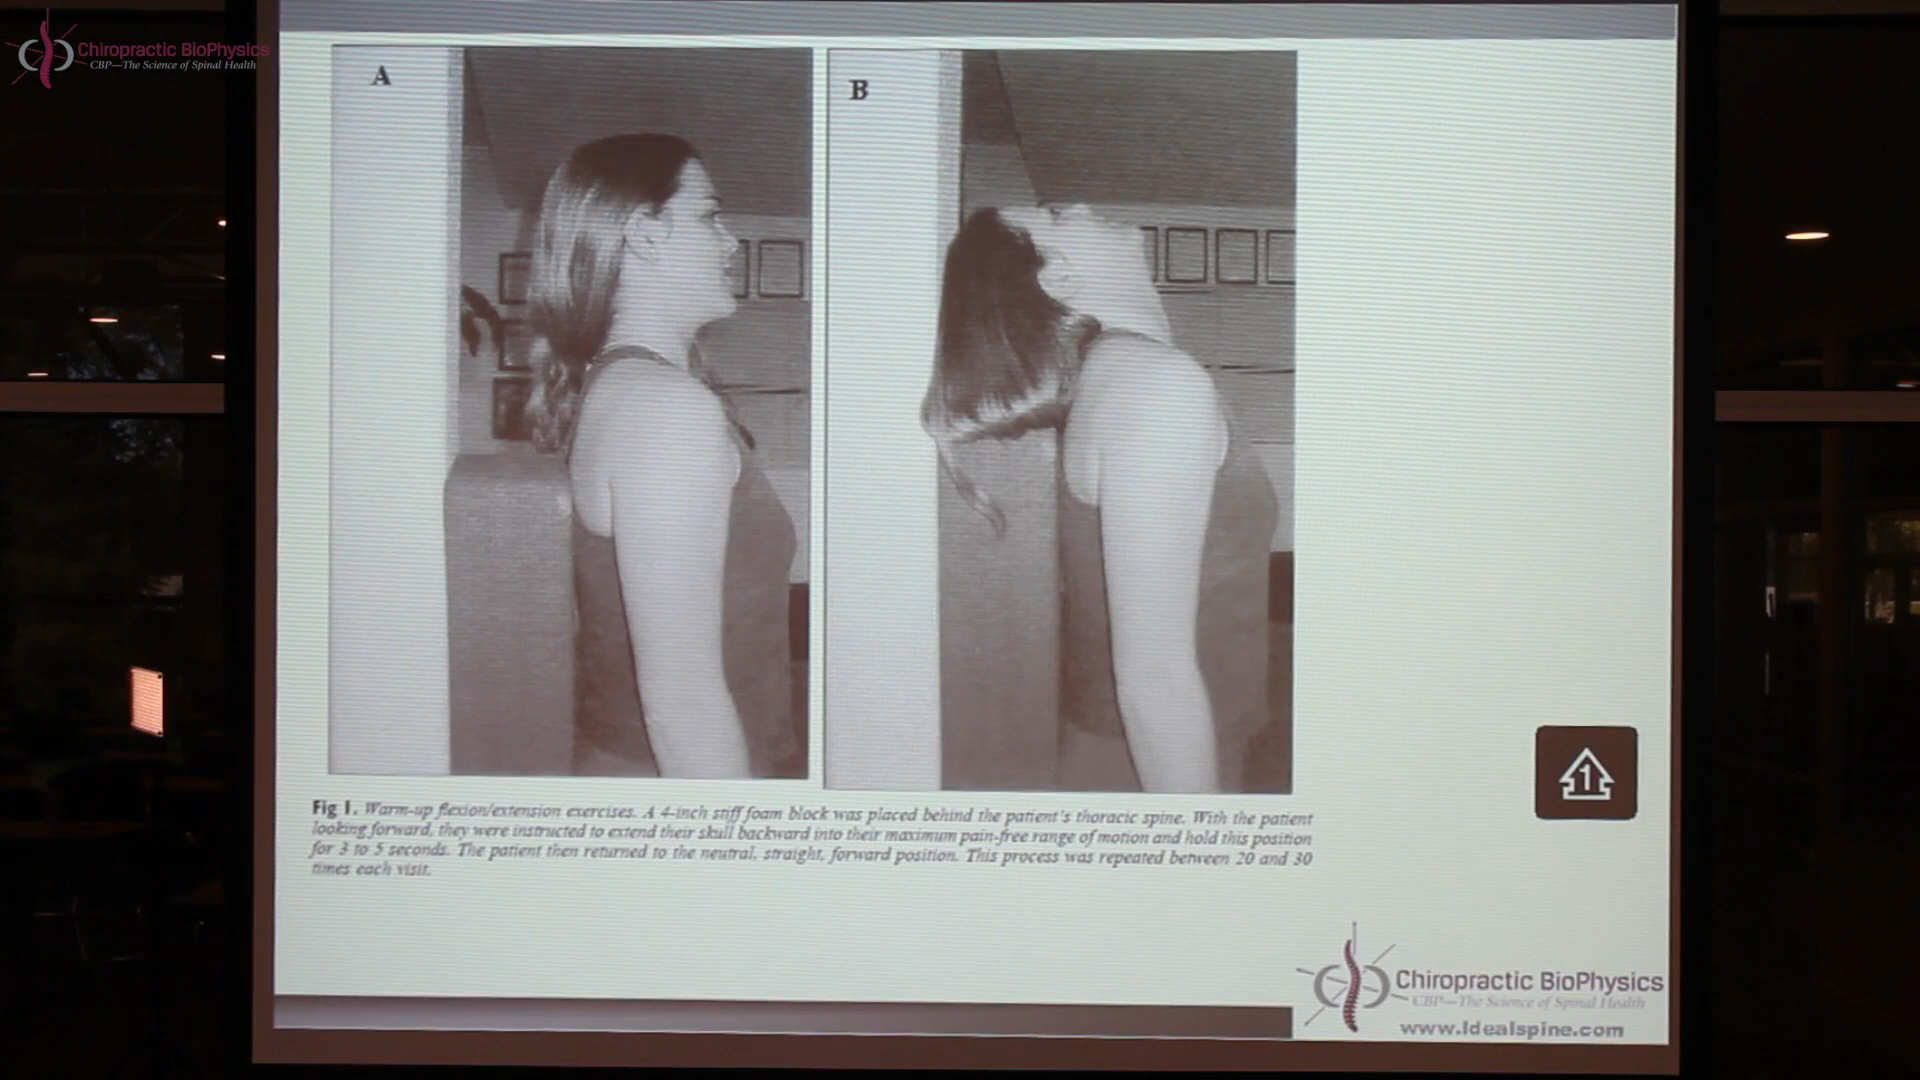 Chiropractic BioPhysics
CBP—The Science of Spinal Health
A
B
Fig 1. Warm-up flexion/extension exercises. A 4-inch stiff foam block was placed behind the patient's thoracic spine. With the patient
looking forward, they were instructed to extend their skull backward into their maximum pain-free range of motion and hold this position
for 3 to 5 seconds. The patient then returned to the neutral, straight, forward position. This process was repeated between 20 and 30
times each visit.
1
Chiropractic BioPhysics
CBP—The Science of Spinal Health
www.Idealspine.com